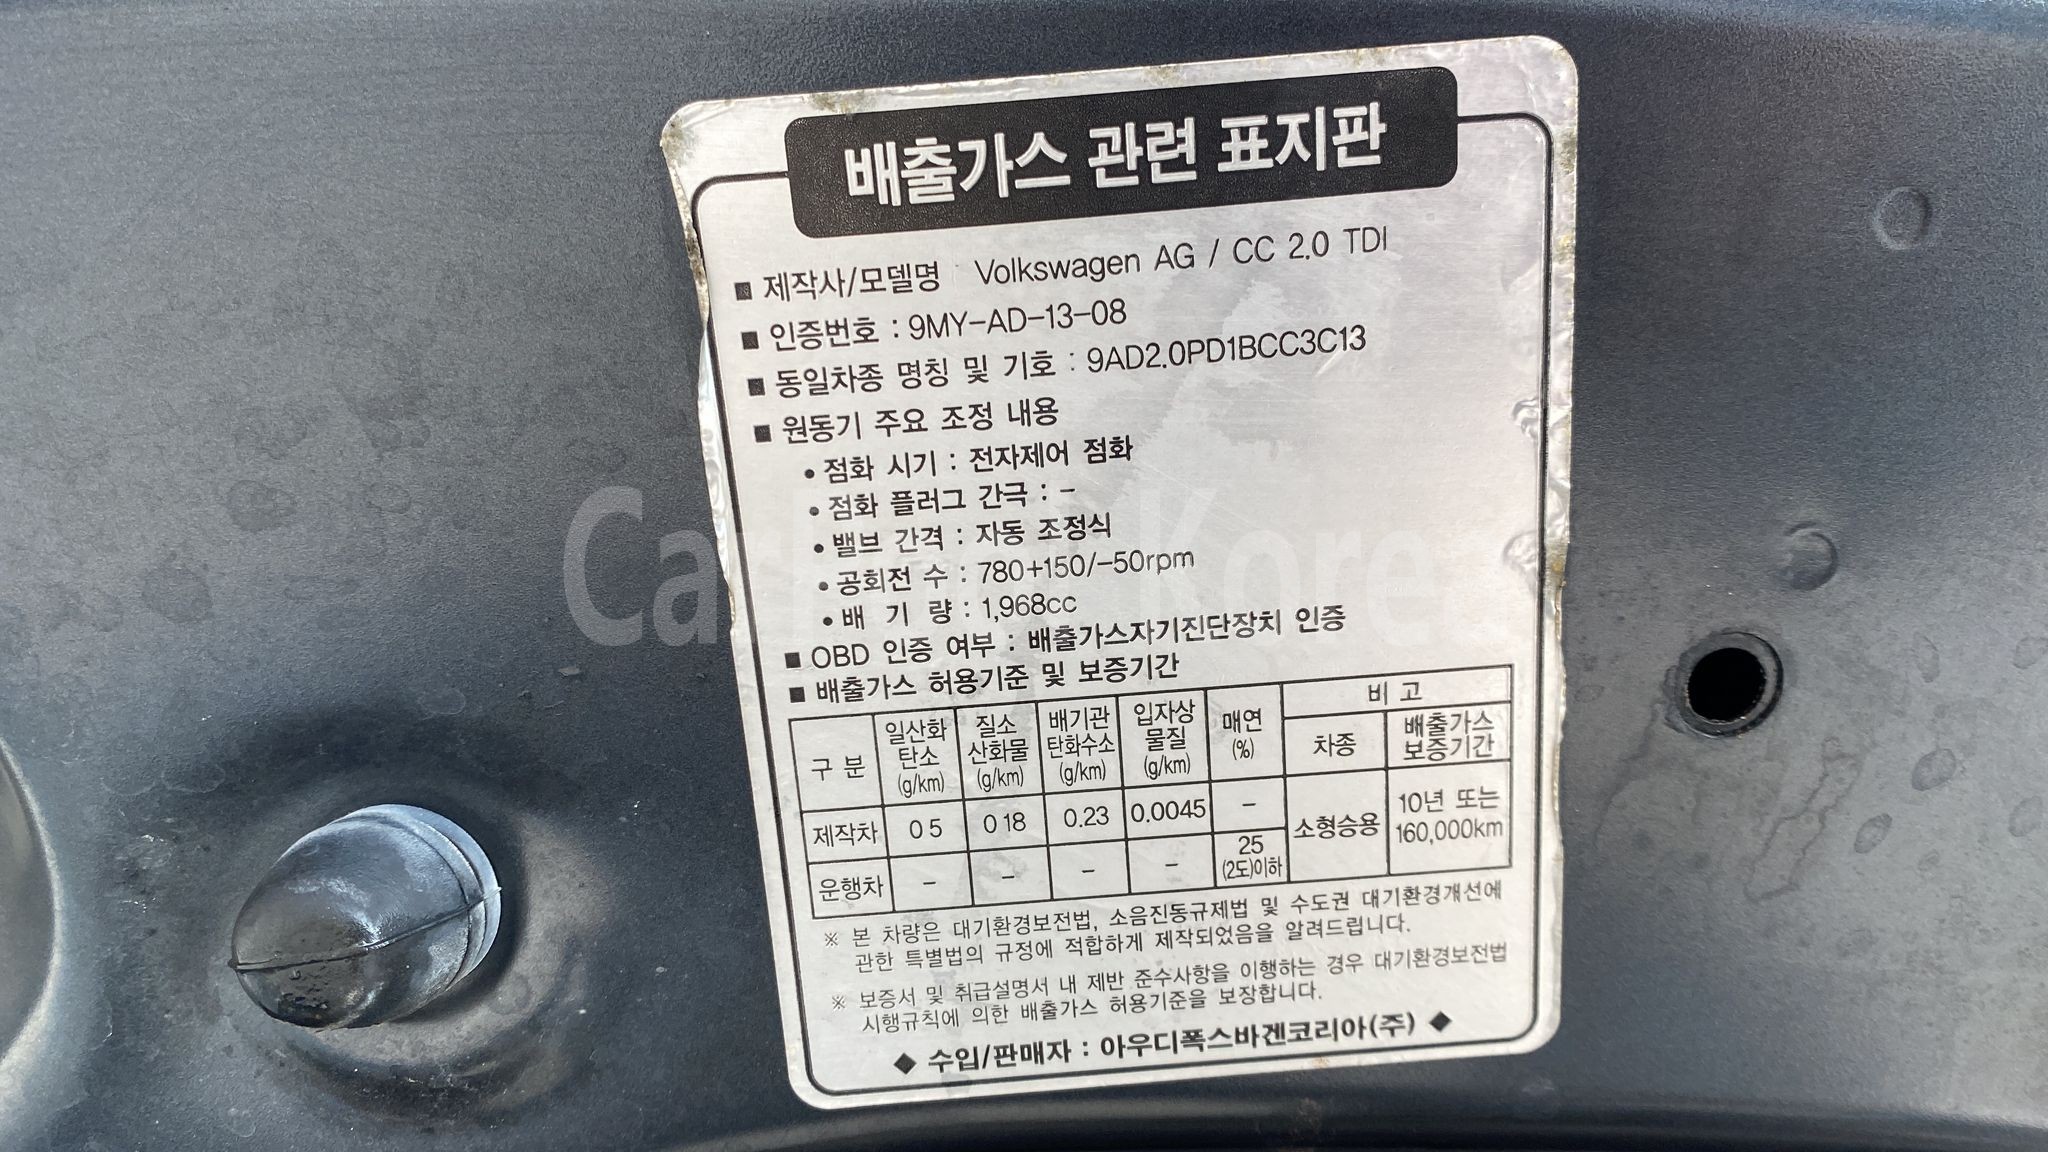 배출가스 관련 표지판
■ 제작사/모델명 Volkswagen AG / CC 2.0 TDI
■ 인증번호 : 9MY-AD-13-08
■ 동일차종 명칭 및 기호 : 9AD2.0PD1BCC3C13
■ 원동기 주요 조정 내용
• 점화 시기 : 전자제어 점화
• 점화 플러그 간극 : -
• 밸브 간격 : 자동 조정식
• 공회전 수 : 780+150/-50rpm
• 배 기 량 : 1,968cc
■ OBD 인증 여부 : 배출가스자기진단장치 인증
■ 배출가스 허용기준 및 보증기간
구 분 일산화탄소 (g/km) 질소산화물 (g/km) 배기관탄화수소 (g/km) 입자상물질 (g/km) 매연 (%) 비 고
차종 배출가스 보증기간
제작차 0 5 0 18 0.23 0.0045 - 소형승용 10년 또는 160,000km
운행차 - - - - 25 (2도)이하
※ 본 차량은 대기환경보전법, 소음진동규제법 및 수도권 대기환경개선에
관한 특별법의 규정에 적합하게 제작되었음을 알려드립니다.
※ 보증서 및 취급설명서 내 제반 준수사항을 이행하는 경우 대기환경보전법
시행규칙에 의한 배출가스 허용기준을 보장합니다.
◆ 수입/판매자 : 아우디폭스바겐코리아(주) ◆